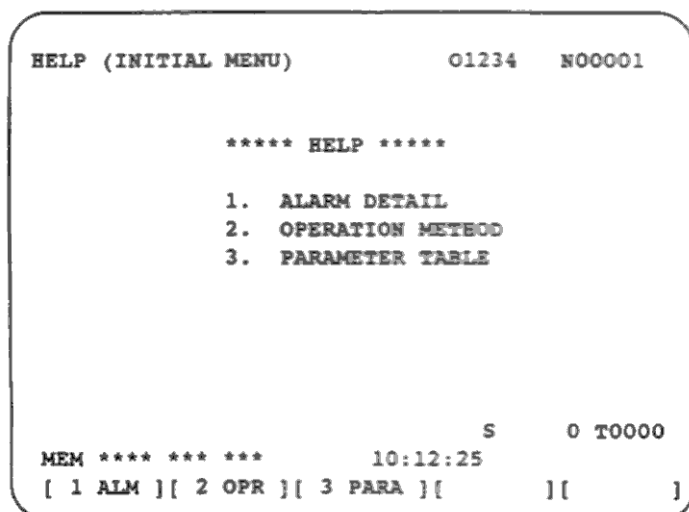 HELP (INITIAL MENU) O1234 N00001
***** HELP *****
1. ALARM DETAIL
2. OPERATION METHOD
3. PARAMETER TABLE
S 0 T0000
MEM **** *** *** 10:12:25
[ 1 ALM ][ 2 OPR ][ 3 PARA ][ ][ ]